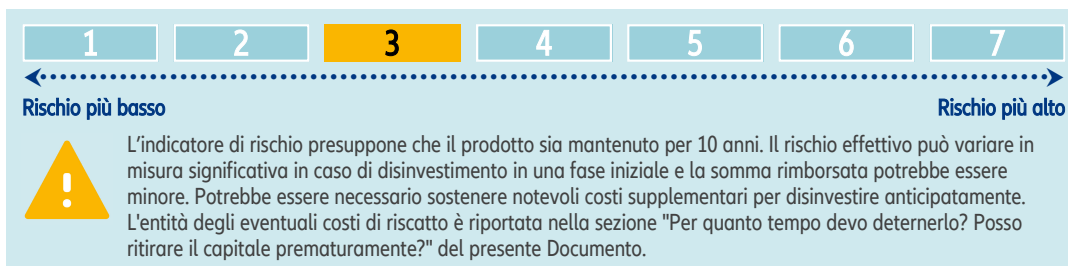 1 2 3 4 5 6 7
Rischio più basso Rischio più alto
L'indicatore di rischio presuppone che il prodotto sia mantenuto per 10 anni. Il rischio effettivo può variare in
misura significativa in caso di disinvestimento in una fase iniziale e la somma rimborsata potrebbe essere
minore. Potrebbe essere necessario sostenere notevoli costi supplementari per disinvestire anticipatamente.
L'entità degli eventuali costi di riscatto è riportata nella sezione "Per quanto tempo devo deternerlo? Posso
ritirare il capitale prematuramente?" del presente Documento.